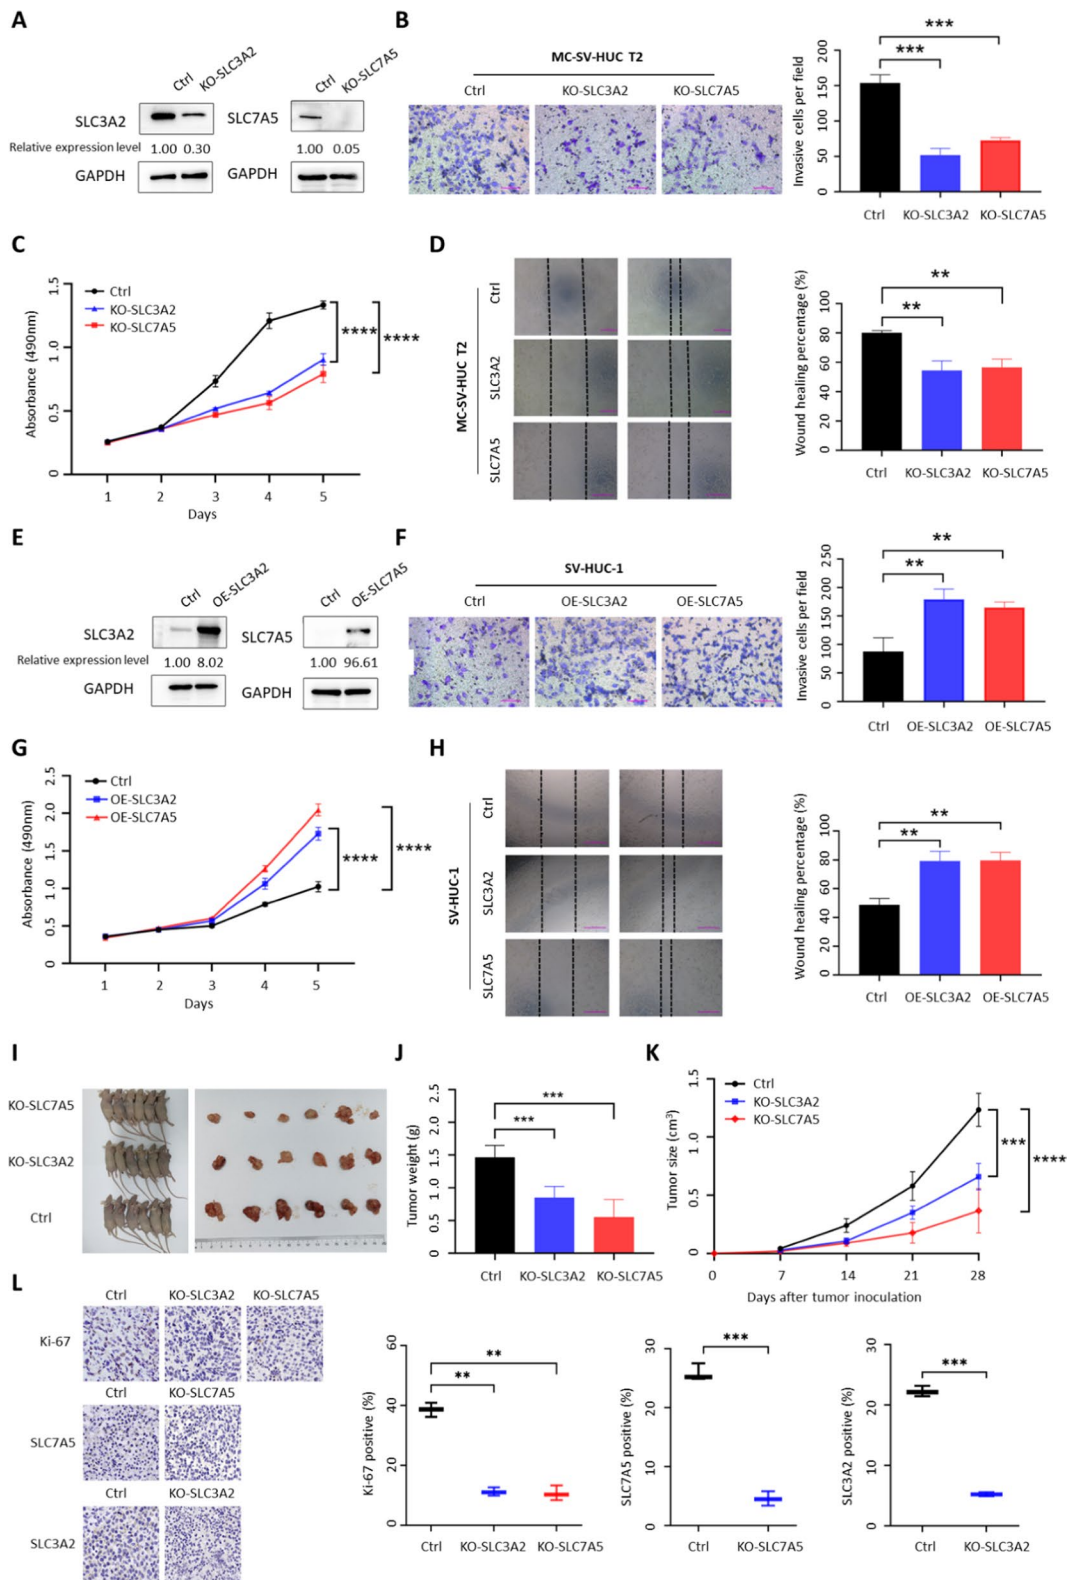 A
Ctrl KO-SLC3A2 Ctrl KO-SLC7A5
SLC3A2 SLC7A5
Relative expression level 1.00 0.30 1.00 0.05
GAPDH GAPDH
B
MC-SV-HUC T2
Ctrl KO-SLC3A2 KO-SLC7A5
Invasive cells per field
200
150
100
50
0
*** ***
Ctrl KO-SLC3A2 KO-SLC7A5
C
Absorbance (490nm)
1.5
1.0
0.5
0
Ctrl
KO-SLC3A2
KO-SLC7A5
**** ****
1 2 3 4 5
Days
D
MC-SV-HUC T2
Ctrl
SLC3A2
SLC7A5
Wound healing percentage (%)
100
80
60
40
20
0
** **
Ctrl KO-SLC3A2 KO-SLC7A5
E
Ctrl OE-SLC3A2 Ctrl OE-SLC7A5
SLC3A2 SLC7A5
Relative expression level 1.00 8.02 1.00 96.61
GAPDH GAPDH
F
SV-HUC-1
Ctrl OE-SLC3A2 OE-SLC7A5
Invasive cells per field
250
200
150
100
50
0
** **
Ctrl OE-SLC3A2 OE-SLC7A5
G
Absorbance (490nm)
2.5
2.0
1.5
1.0
0.5
0
Ctrl
OE-SLC3A2
OE-SLC7A5
**** ****
1 2 3 4 5
Days
H
SV-HUC-1
Ctrl
SLC3A2
SLC7A5
Wound healing percentage (%)
100
80
60
40
20
0
** **
Ctrl OE-SLC3A2 OE-SLC7A5
I
KO-SLC7A5
KO-SLC3A2
Ctrl
J
Tumor weight (g)
2.5
2.0
1.5
1.0
0.5
0
*** ***
Ctrl KO-SLC3A2 KO-SLC7A5
K
Tumor size (cm³)
1.5
1.0
0.5
0
Ctrl
KO-SLC3A2
KO-SLC7A5
*** ****
0 7 14 21 28
Days after tumor inoculation
L
Ctrl KO-SLC3A2 KO-SLC7A5
Ki-67
Ctrl KO-SLC7A5
SLC7A5
Ctrl KO-SLC3A2
SLC3A2
Ki-67 positive (%)
60
40
20
0
** **
Ctrl KO-SLC3A2 KO-SLC7A5
SLC7A5 positive (%)
30
20
10
0
***
Ctrl KO-SLC7A5
SLC3A2 positive (%)
30
20
10
0
***
Ctrl KO-SLC3A2